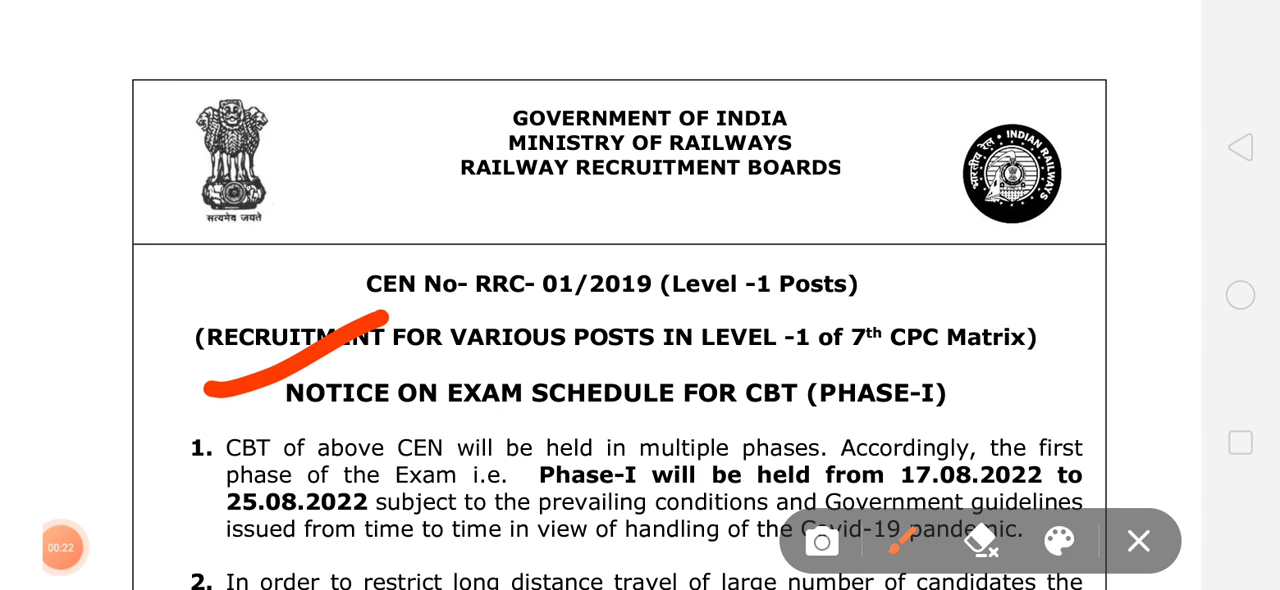 GOVERNMENT OF INDIA
MINISTRY OF RAILWAYS
RAILWAY RECRUITMENT BOARDS
सत्यमेव जयते
भारतीय रेल • INDIAN RAILWAYS
CEN No- RRC- 01/2019 (Level -1 Posts)
(RECRUITMENT FOR VARIOUS POSTS IN LEVEL -1 of 7th CPC Matrix)
NOTICE ON EXAM SCHEDULE FOR CBT (PHASE-I)
1. CBT of above CEN will be held in multiple phases. Accordingly, the first
phase of the Exam i.e. Phase-I will be held from 17.08.2022 to
25.08.2022 subject to the prevailing conditions and Government guidelines
issued from time to time in view of handling of the Covid-19 pandemic.
00:22
2. In order to restrict long distance travel of large number of candidates the